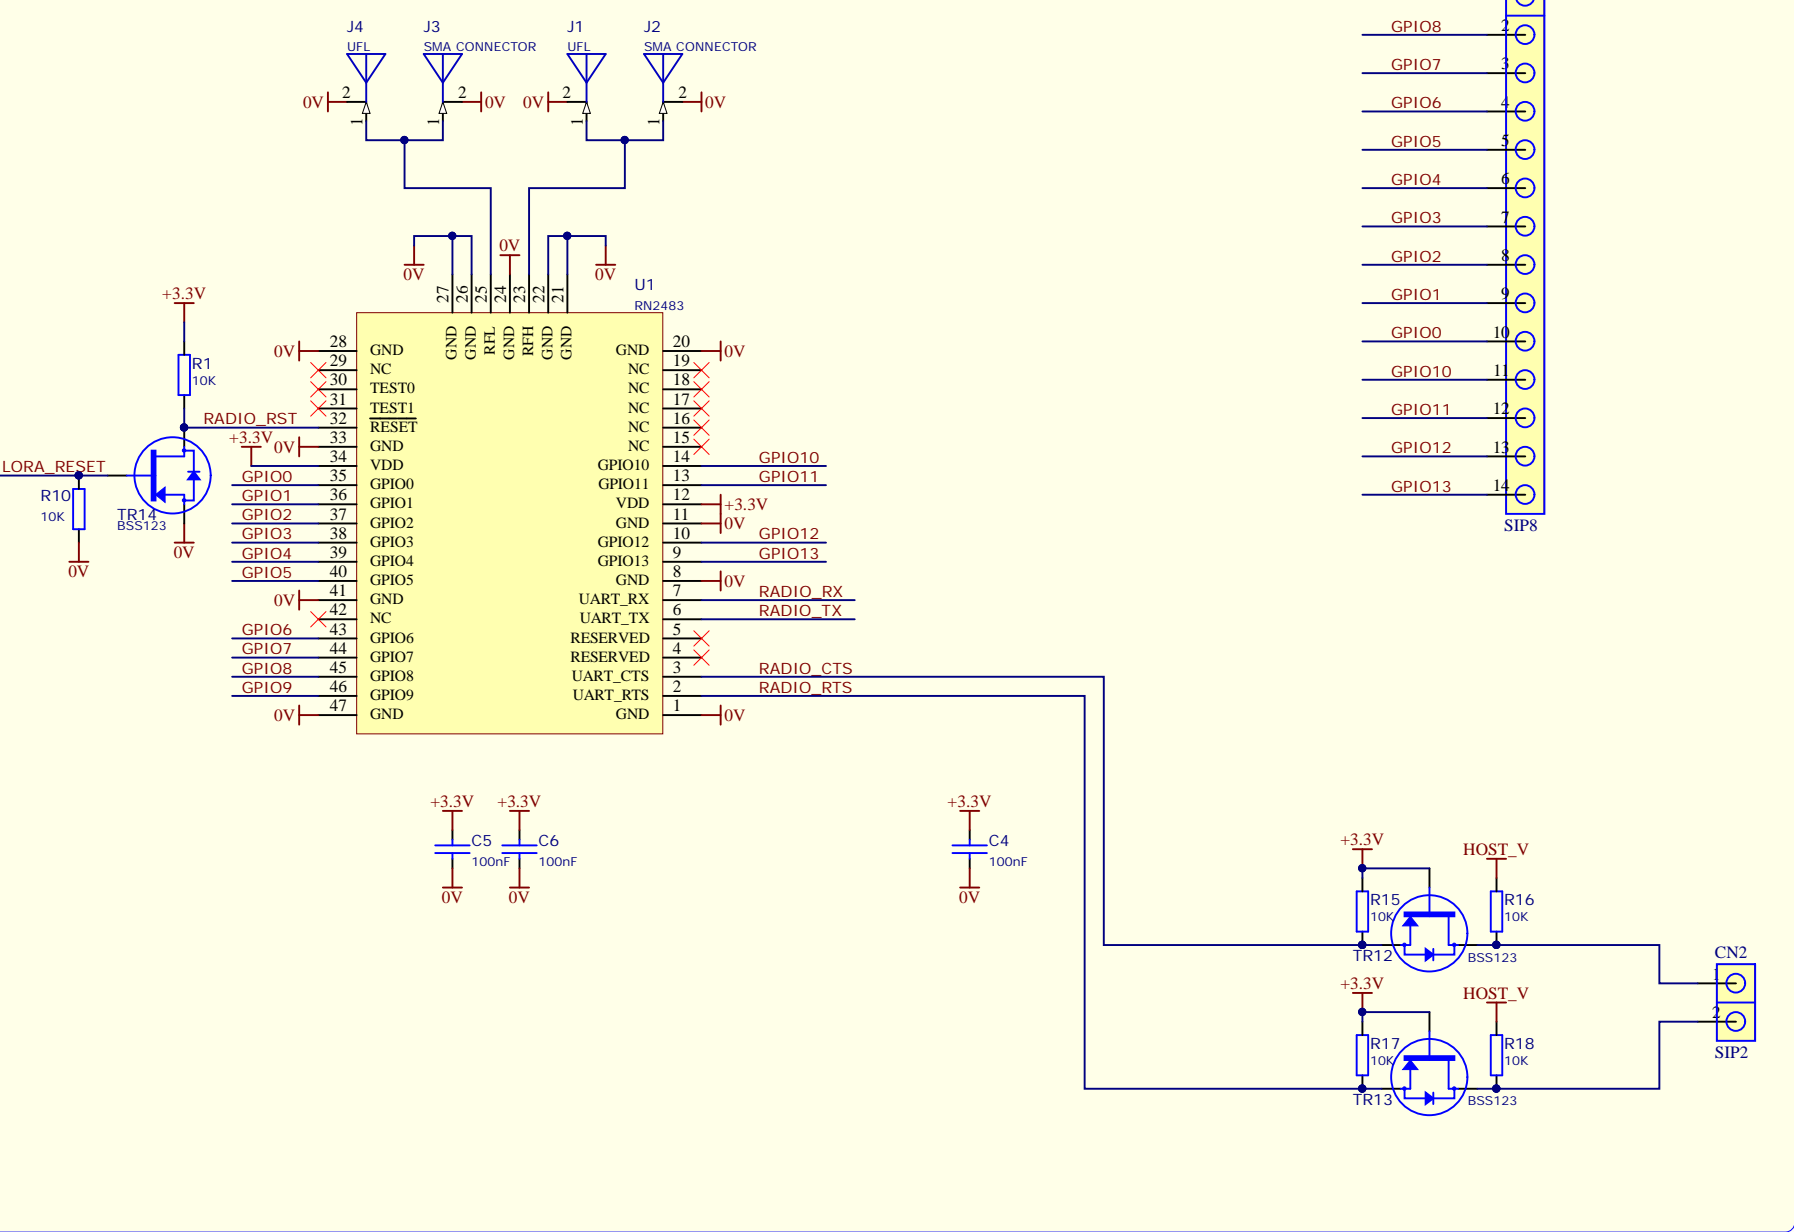 J4
UFL
J3
SMA CONNECTOR
J1
UFL
J2
SMA CONNECTOR
0V
2
1
2
0V
1
0V
2
1
2
0V
1
0V
0V
0V
27
26
25
24
23
22
21
U1
RN2483
GND
GND
RFL
GND
RFH
GND
GND
0V 28 GND
29 NC
30 TEST0
31 TEST1
RADIO_RST 32 RESET
+3.3V 0V 33 GND
34 VDD
GPIO0 35 GPIO0
GPIO1 36 GPIO1
GPIO2 37 GPIO2
GPIO3 38 GPIO3
GPIO4 39 GPIO4
GPIO5 40 GPIO5
0V 41 GND
42 NC
GPIO6 43 GPIO6
GPIO7 44 GPIO7
GPIO8 45 GPIO8
GPIO9 46 GPIO9
0V 47 GND
GND 20 0V
NC 19
NC 18
NC 17
NC 16
NC 15
GPIO10 14 GPIO10
GPIO11 13 GPIO11
VDD 12 +3.3V
GND 11 0V
GPIO12 10 GPIO12
GPIO13 9 GPIO13
GND 8 0V
UART_RX 7 RADIO_RX
UART_TX 6 RADIO_TX
RESERVED 5
RESERVED 4
UART_CTS 3 RADIO_CTS
UART_RTS 2 RADIO_RTS
GND 1 0V
+3.3V
R1
10K
LORA_RESET
R10
10K
0V
TR14
BSS123
0V
GPIO8 2
GPIO7 3
GPIO6 4
GPIO5 5
GPIO4 6
GPIO3 7
GPIO2 8
GPIO1 9
GPIO0 10
GPIO10 11
GPIO11 12
GPIO12 13
GPIO13 14
SIP8
+3.3V
C5
100nF
0V
+3.3V
C6
100nF
0V
+3.3V
C4
100nF
0V
+3.3V
HOST_V
R15
10K
R16
10K
TR12
BSS123
+3.3V
HOST_V
R17
10K
R18
10K
TR13
BSS123
CN2
1
2
SIP2